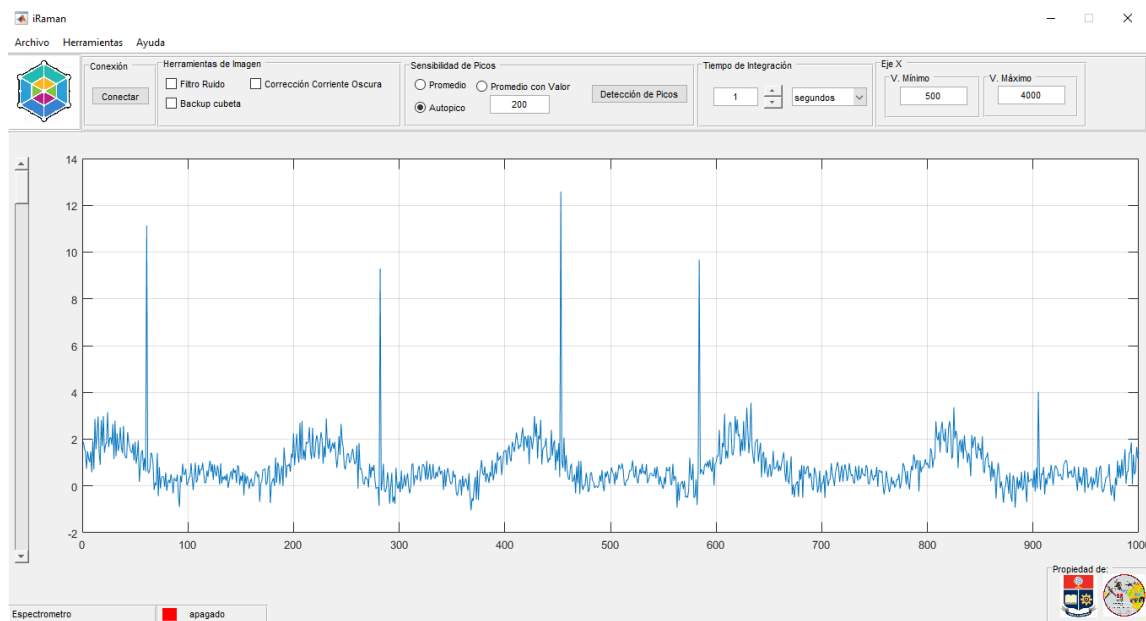 iRaman
Archivo Herramientas Ayuda
Conexión
Conectar
Herramientas de Imagen
Filtro Ruido Corrección Corriente Oscura
Backup cubeta
Sensibilidad de Picos
Promedio Promedio con Valor
Autopico 200
Detección de Picos
Tiempo de Integración
1 segundos
Eje X
V. Mínimo V. Máximo
500 4000
14
12
10
8
6
4
2
0
-2
0 100 200 300 400 500 600 700 800 900 1000
Propiedad de:
Espectrometro apagado